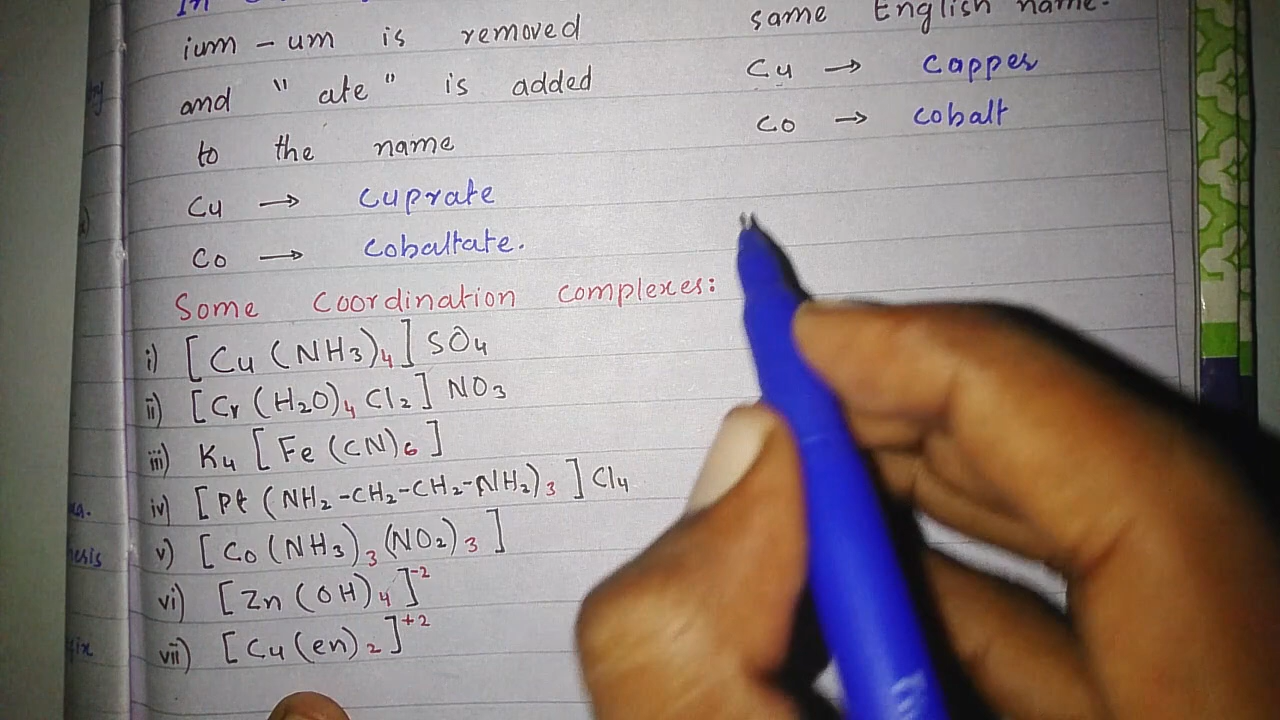 In
ium - um is removed
and "ate" is added
to the name
Cu → Cuprate
Co → Cobaltate.
same English name.
Cu → Capper
Co → Cobalt
Some Coordination complexes:
i) [Cu(NH3)4]SO4
ii) [Cr(H2O)4Cl2]NO3
iii) K4[Fe(CN)6]
iv) [Pt(NH2-CH2-CH2-NH2)3]Cl4
v) [Co(NH3)3(NO2)3]
vi) [Zn(OH)4]-2
vii) [Cu(en)2]+2